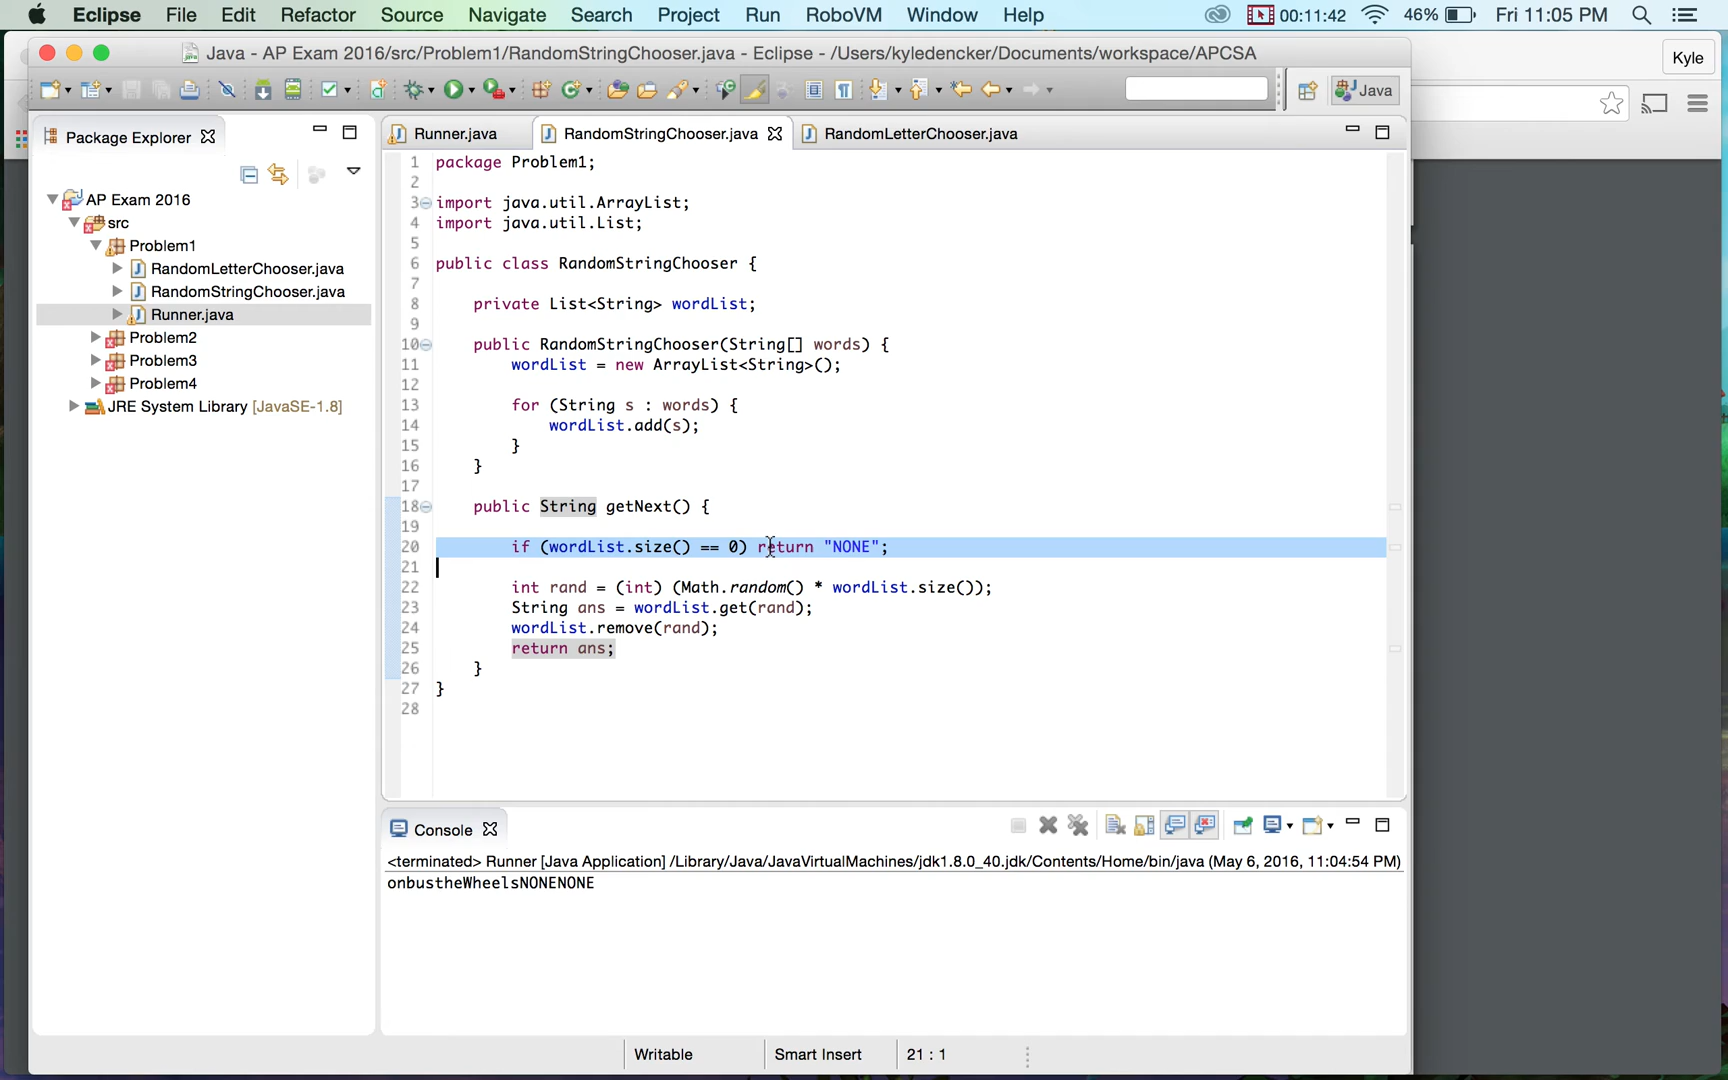 Eclipse File Edit Refactor Source Navigate Search Project Run RoboVM Window Help 00:11:42 46% Fri 11:05 PM
Java - AP Exam 2016/src/Problem1/RandomStringChooser.java - Eclipse - /Users/kyledencker/Documents/workspace/APCSA
Kyle
Java
Package Explorer
Runner.java RandomStringChooser.java RandomLetterChooser.java
AP Exam 2016
src
Problem1
RandomLetterChooser.java
RandomStringChooser.java
Runner.java
Problem2
Problem3
Problem4
JRE System Library [JavaSE-1.8]
1 package Problem1;
2
3 import java.util.ArrayList;
4 import java.util.List;
5
6 public class RandomStringChooser {
7
8 private List<String> wordList;
9
10 public RandomStringChooser(String[] words) {
11 wordList = new ArrayList<String>();
12
13 for (String s : words) {
14 wordList.add(s);
15 }
16 }
17
18 public String getNext() {
19
20 if (wordList.size() == 0) return "NONE";
21
22 int rand = (int) (Math.random() * wordList.size());
23 String ans = wordList.get(rand);
24 wordList.remove(rand);
25 return ans;
26 }
27 }
28
Console
<terminated> Runner [Java Application] /Library/Java/JavaVirtualMachines/jdk1.8.0_40.jdk/Contents/Home/bin/java (May 6, 2016, 11:04:54 PM)
onbustheWheelsNONENONE
Writable Smart Insert 21 : 1